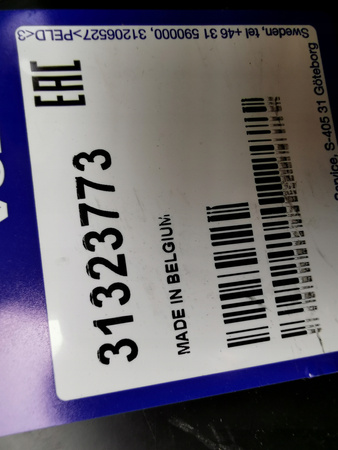 EAC
31323773
MADE IN BELGIUM
Service, S-405 31 Göteborg
Sweden, tel +46 31 590000, 31206527>PELD<3